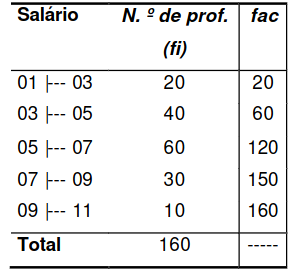 Salário N. º de prof. fac
(fi)
01 ├--- 03 20 20
03 ├--- 05 40 60
05 ├--- 07 60 120
07 ├--- 09 30 150
09 ├--- 11 10 160
Total 160 -----